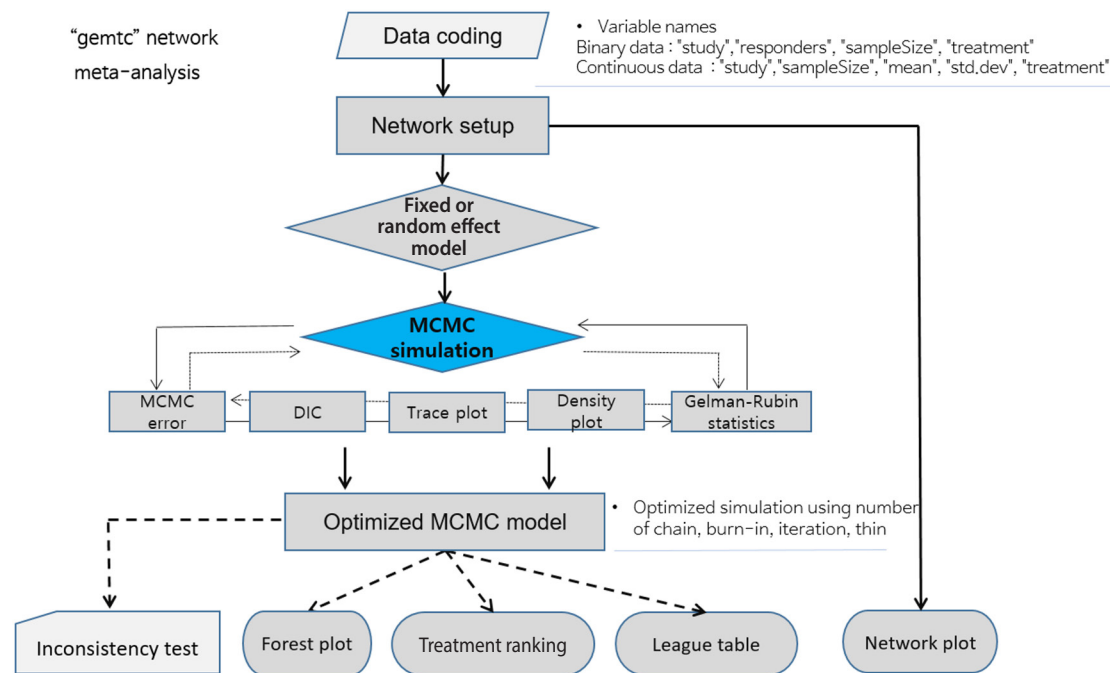 “gemtc” network
meta-analysis
Data coding
• Variable names
Binary data : "study","responders", "sampleSize", "treatment"
Continuous data : "study","sampleSize", "mean", "std.dev", "treatment"
Network setup
Fixed or
random effect
model
MCMC
simulation
MCMC
error
DIC
Trace plot
Density
plot
Gelman-Rubin
statistics
Optimized MCMC model
• Optimized simulation using number
of chain, burn-in, iteration, thin
Inconsistency test
Forest plot
Treatment ranking
League table
Network plot